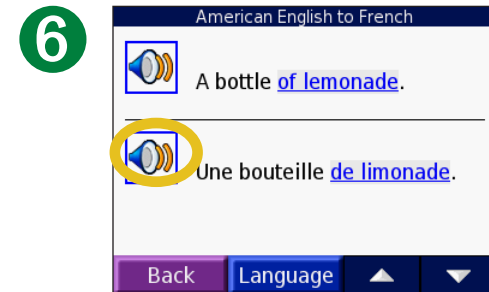 6
American English to French
A bottle of lemonade.
Une bouteille de limonade.
Back Language